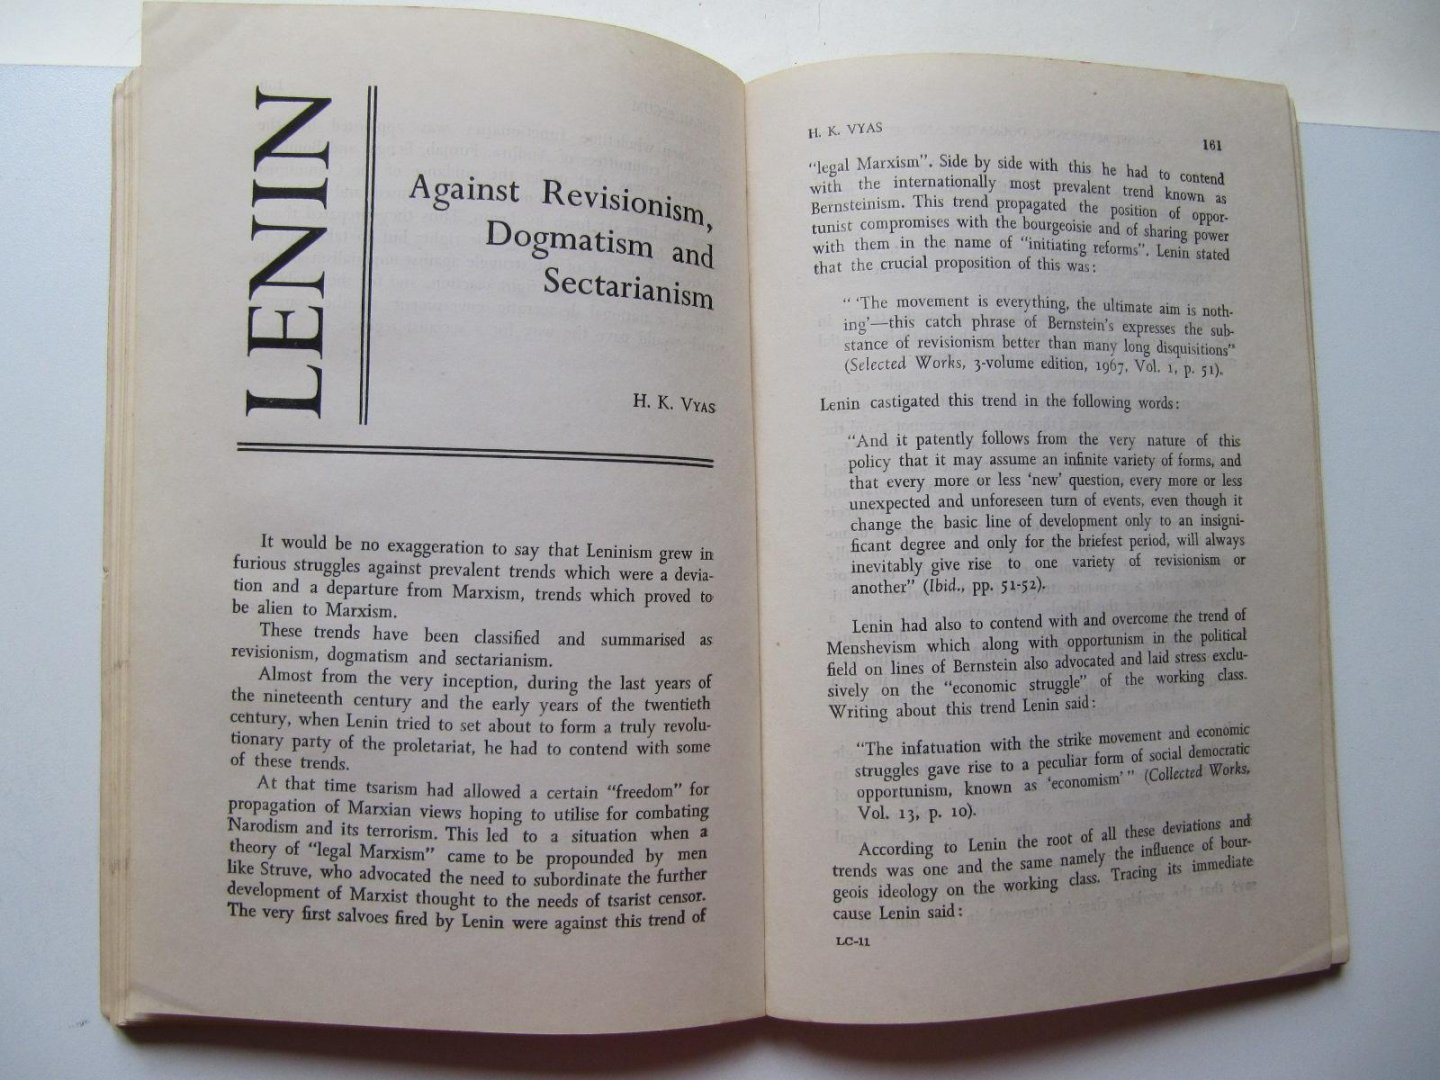 LENIN
Against Revisionism,
Dogmatism and
Sectarianism
H. K. VYAS
It would be no exaggeration to say that Leninism grew in
furious struggles against prevalent trends which were a devia-
tion and a departure from Marxism, trends which proved to
be alien to Marxism.
These trends have been classified and summarised as
revisionism, dogmatism and sectarianism.
Almost from the very inception, during the last years of
the nineteenth century and the early years of the twentieth
century, when Lenin tried to set about to form a truly revolu-
tionary party of the proletariat, he had to contend with some
of these trends.
At that time tsarism had allowed a certain "freedom" for
propagation of Marxian views hoping to utilise for combating
Narodism and its terrorism. This led to a situation when a
theory of "legal Marxism" came to be propounded by men
like Struve, who advocated the need to subordinate the further
development of Marxist thought to the needs of tsarist censor.
The very first salvoes fired by Lenin were against this trend of
H. K. VYAS
161
"legal Marxism". Side by side with this he had to contend
with the internationally most prevalent trend known as
Bernsteinism. This trend propagated the position of oppor-
tunist compromises with the bourgeoisie and of sharing power
with them in the name of "initiating reforms". Lenin stated
that the crucial proposition of this was:
" 'The movement is everything, the ultimate aim is noth-
ing'—this catch phrase of Bernstein's expresses the sub-
stance of revisionism better than many long disquisitions"
(Selected Works, 3-volume edition, 1967, Vol. 1, p. 51).
Lenin castigated this trend in the following words:
"And it patently follows from the very nature of this
policy that it may assume an infinite variety of forms, and
that every more or less 'new' question, every more or less
unexpected and unforeseen turn of events, even though it
change the basic line of development only to an insigni-
ficant degree and only for the briefest period, will always
inevitably give rise to one variety of revisionism or
another" (Ibid., pp. 51-52).
Lenin had also to contend with and overcome the trend of
Menshevism which along with opportunism in the political
field on lines of Bernstein also advocated and laid stress exclu-
sively on the "economic struggle" of the working class.
Writing about this trend Lenin said:
"The infatuation with the strike movement and economic
struggles gave rise to a peculiar form of social democratic
opportunism, known as 'economism' " (Collected Works,
Vol. 13, p. 10).
According to Lenin the root of all these deviations and
trends was one and the same namely the influence of bour-
geois ideology on the working class. Tracing its immediate
cause Lenin said:
LC-11